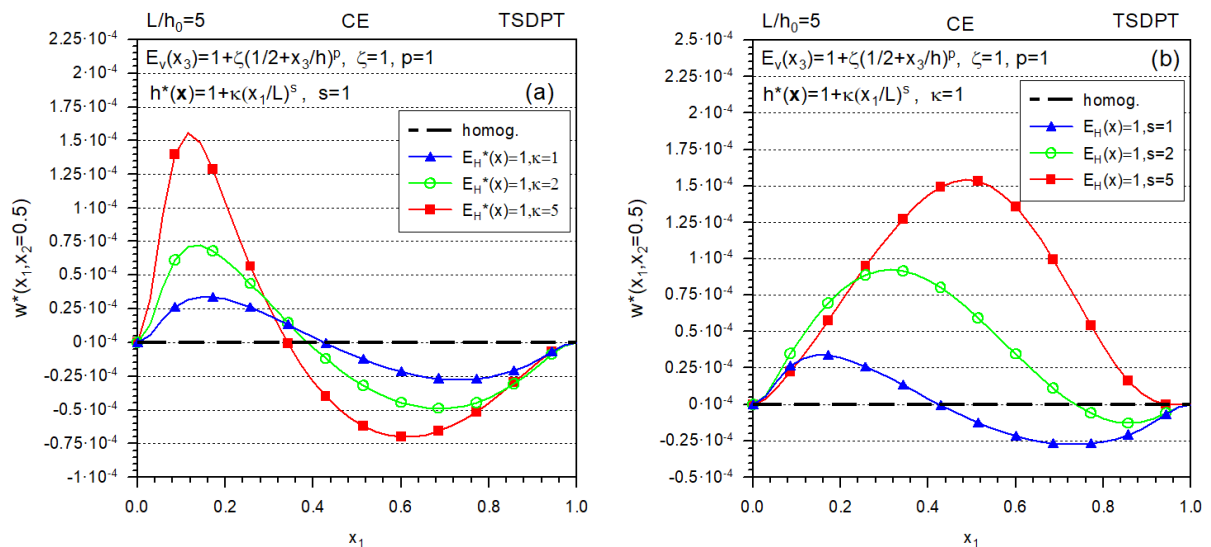 L/h₀=5 CE TSDPT
2.25·10⁻⁴
2·10⁻⁴
1.75·10⁻⁴
1.5·10⁻⁴
1.25·10⁻⁴
1·10⁻⁴
0.75·10⁻⁴
0.5·10⁻⁴
0.25·10⁻⁴
0·10⁻⁴
-0.25·10⁻⁴
-0.5·10⁻⁴
-0.75·10⁻⁴
-1·10⁻⁴
w*(x₁,x₂=0.5)
Eᵥ(x₃)=1+ζ(1/2+x₃/h)ᵖ, ζ=1, p=1
(a)
h*(x)=1+κ(x₁/L)ˢ, s=1
homog.
E_H*(x)=1,κ=1
E_H*(x)=1,κ=2
E_H*(x)=1,κ=5
0.0 0.2 0.4 0.6 0.8 1.0
x₁
L/h₀=5 CE TSDPT
2.5·10⁻⁴
2.25·10⁻⁴
2·10⁻⁴
1.75·10⁻⁴
1.5·10⁻⁴
1.25·10⁻⁴
1·10⁻⁴
0.75·10⁻⁴
0.5·10⁻⁴
0.25·10⁻⁴
0·10⁻⁴
-0.25·10⁻⁴
-0.5·10⁻⁴
w*(x₁,x₂=0.5)
Eᵥ(x₃)=1+ζ(1/2+x₃/h)ᵖ, ζ=1, p=1
(b)
h*(x)=1+κ(x₁/L)ˢ, κ=1
homog.
E_H(x)=1,s=1
E_H(x)=1,s=2
E_H(x)=1,s=5
0.0 0.2 0.4 0.6 0.8 1.0
x₁